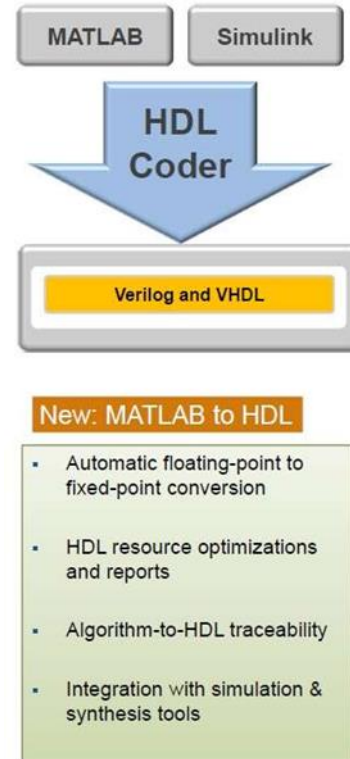 MATLAB
Simulink
HDL
Coder
Verilog and VHDL
New: MATLAB to HDL
▪ Automatic floating-point to
fixed-point conversion
▪ HDL resource optimizations
and reports
▪ Algorithm-to-HDL traceability
▪ Integration with simulation &
synthesis tools